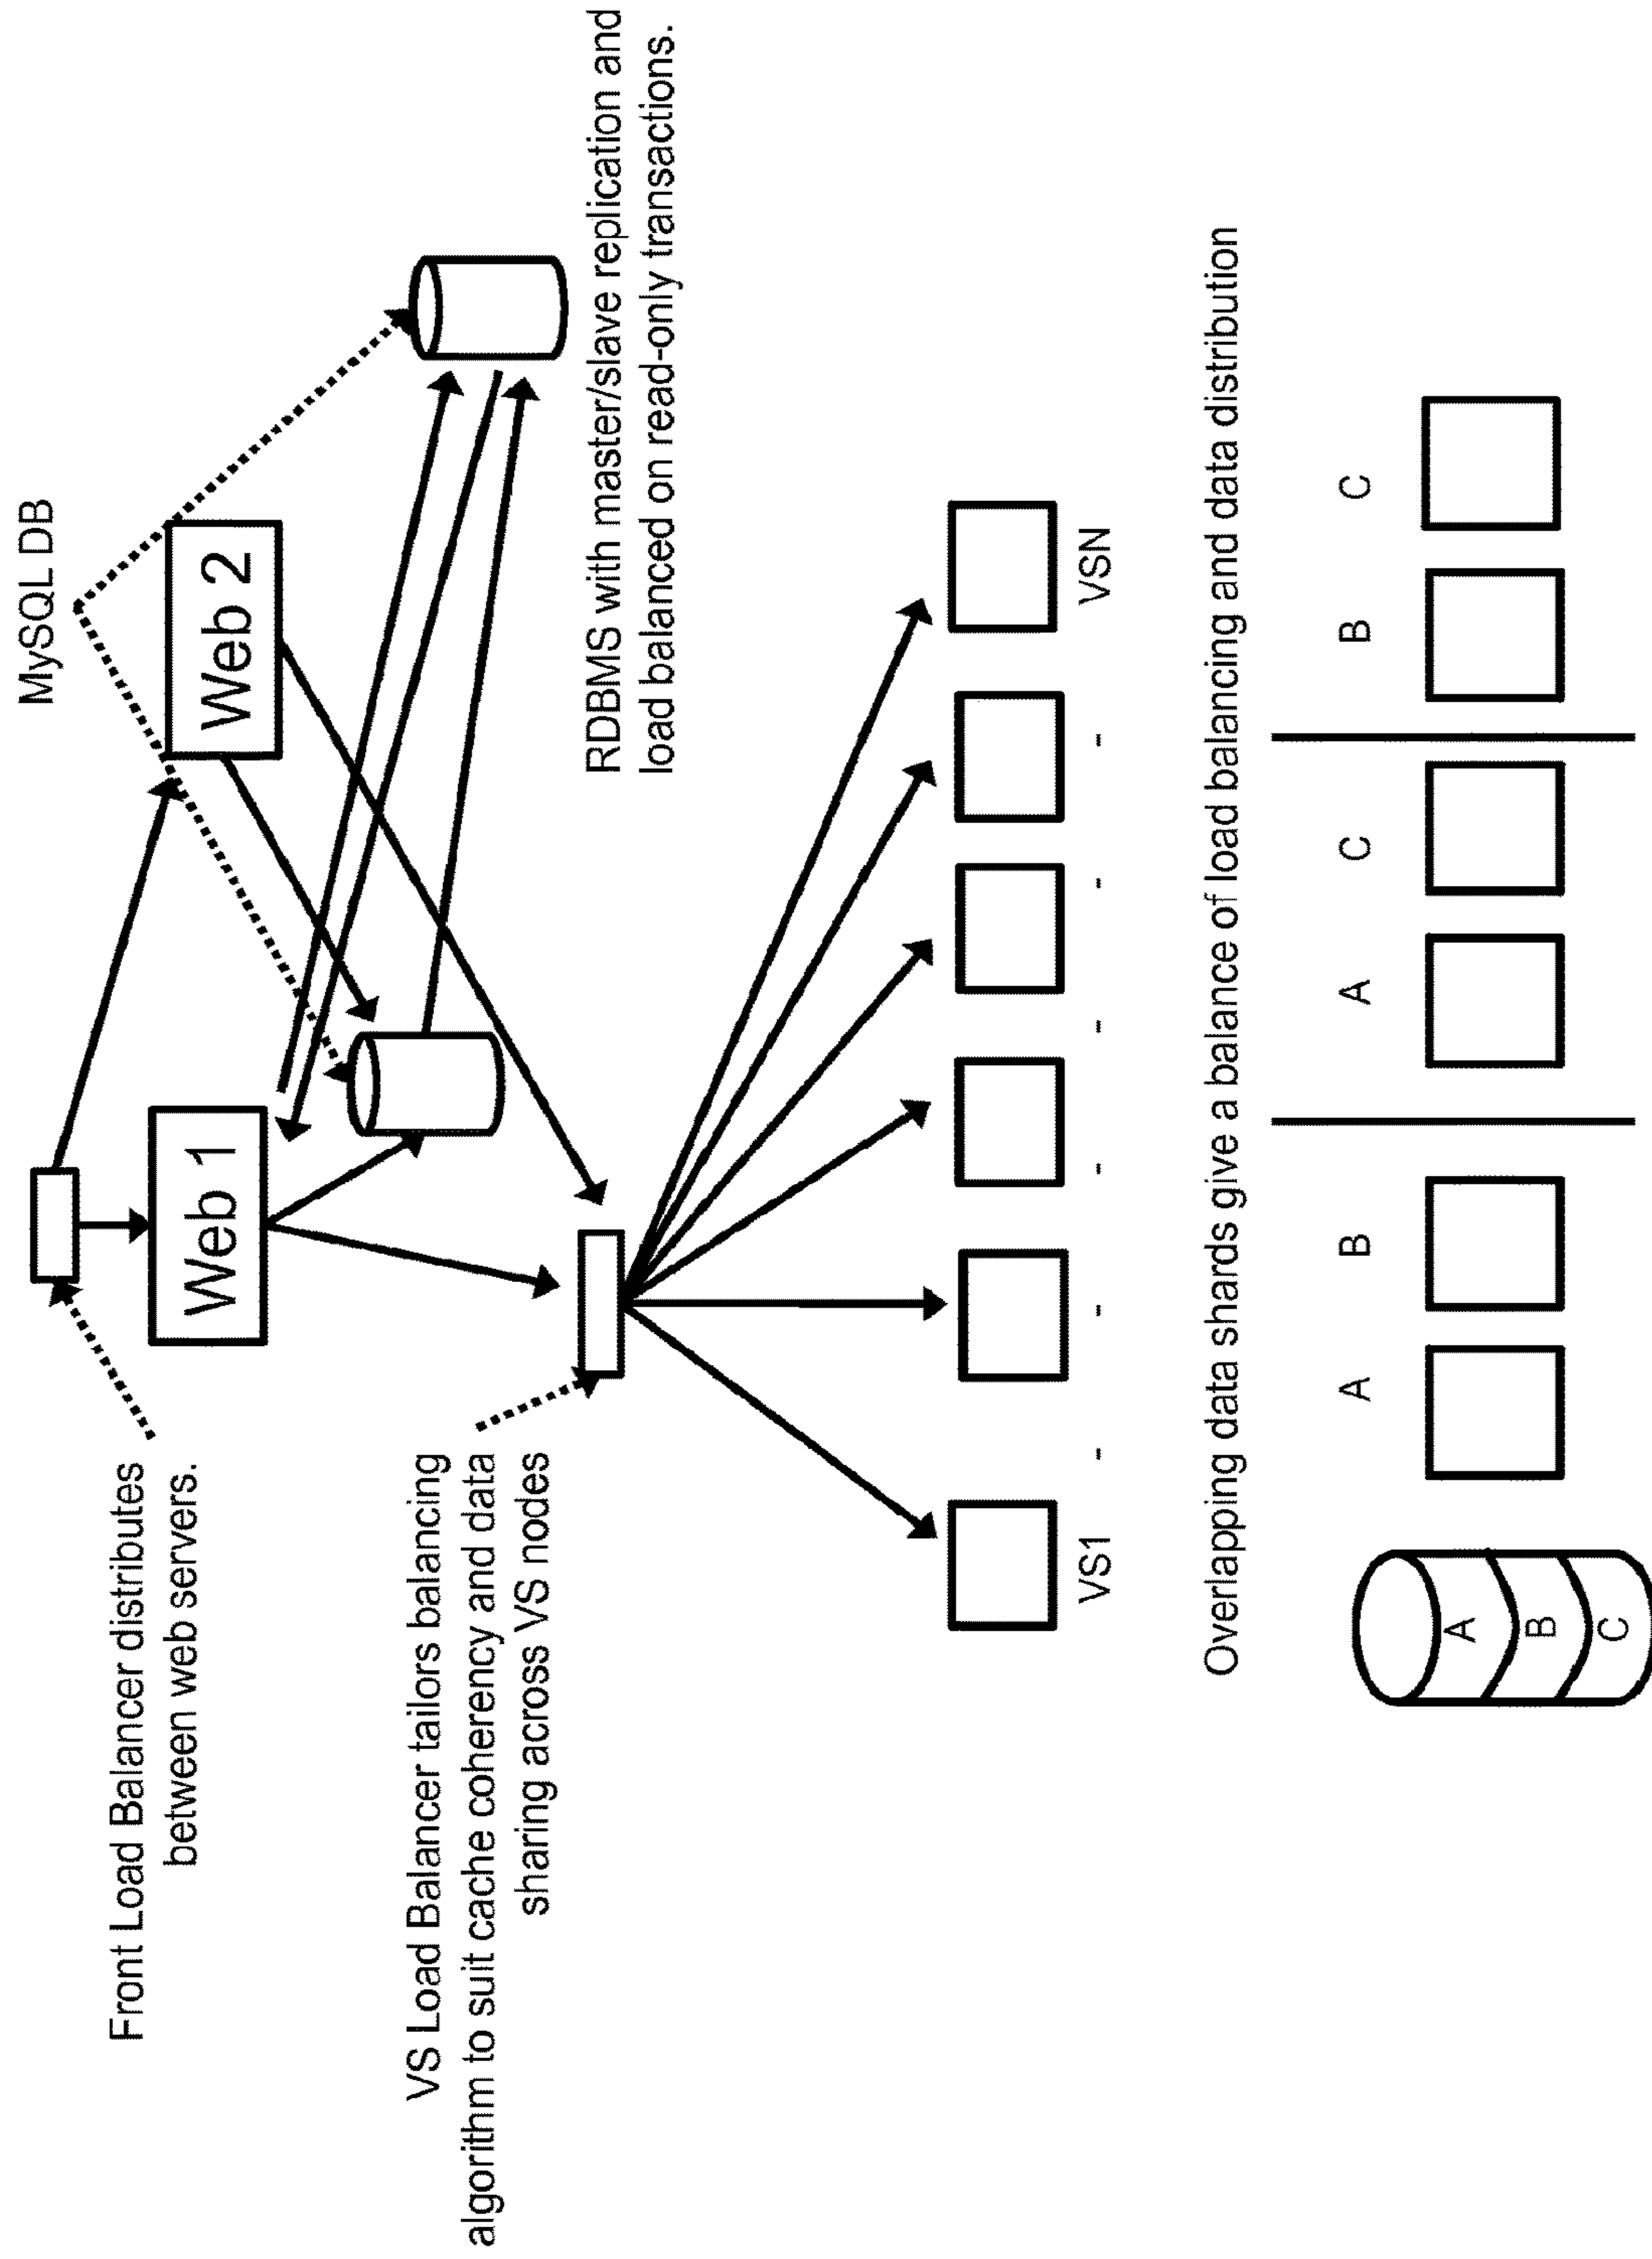 MySQL DB
Front Load Balancer distributes
between web servers.
Web 1
Web 2
VS Load Balancer tailors balancing
algorithm to suit cache coherency and data
sharing across VS nodes
RDBMS with master/slave replication and
load balanced on read-only transactions.
VS1 - - - - - - VSN
Overlapping data shards give a balance of load balancing and data distribution
A B A C B C
A
B
C